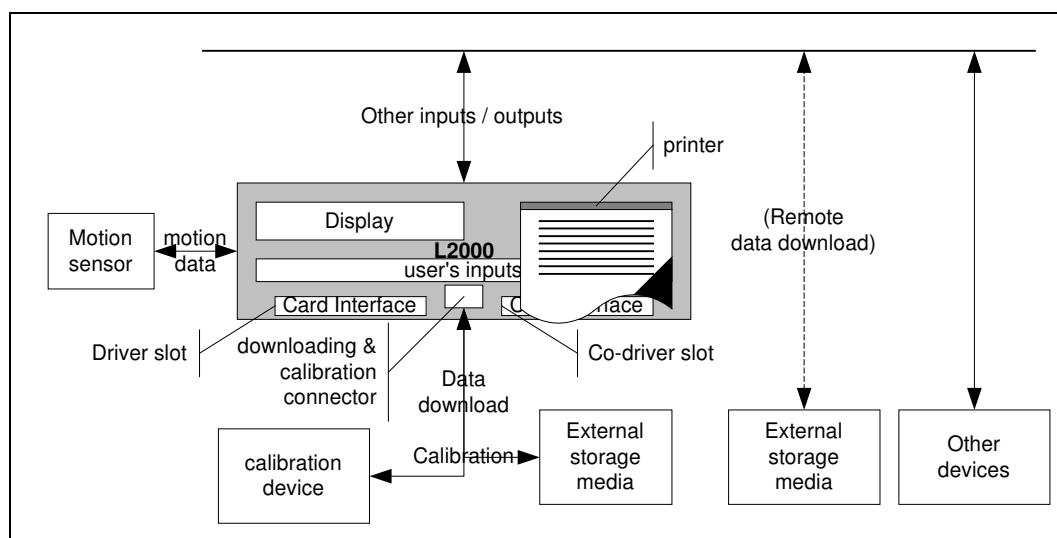 Other inputs / outputs
printer
Motion
sensor
motion
data
Display
L2000
user's inputs
(Remote
data download)
Card Interface
C
rface
Driver slot
downloading &
calibration
connector
Co-driver slot
Data
download
Calibration
calibration
device
External
storage
media
External
storage
media
Other
devices